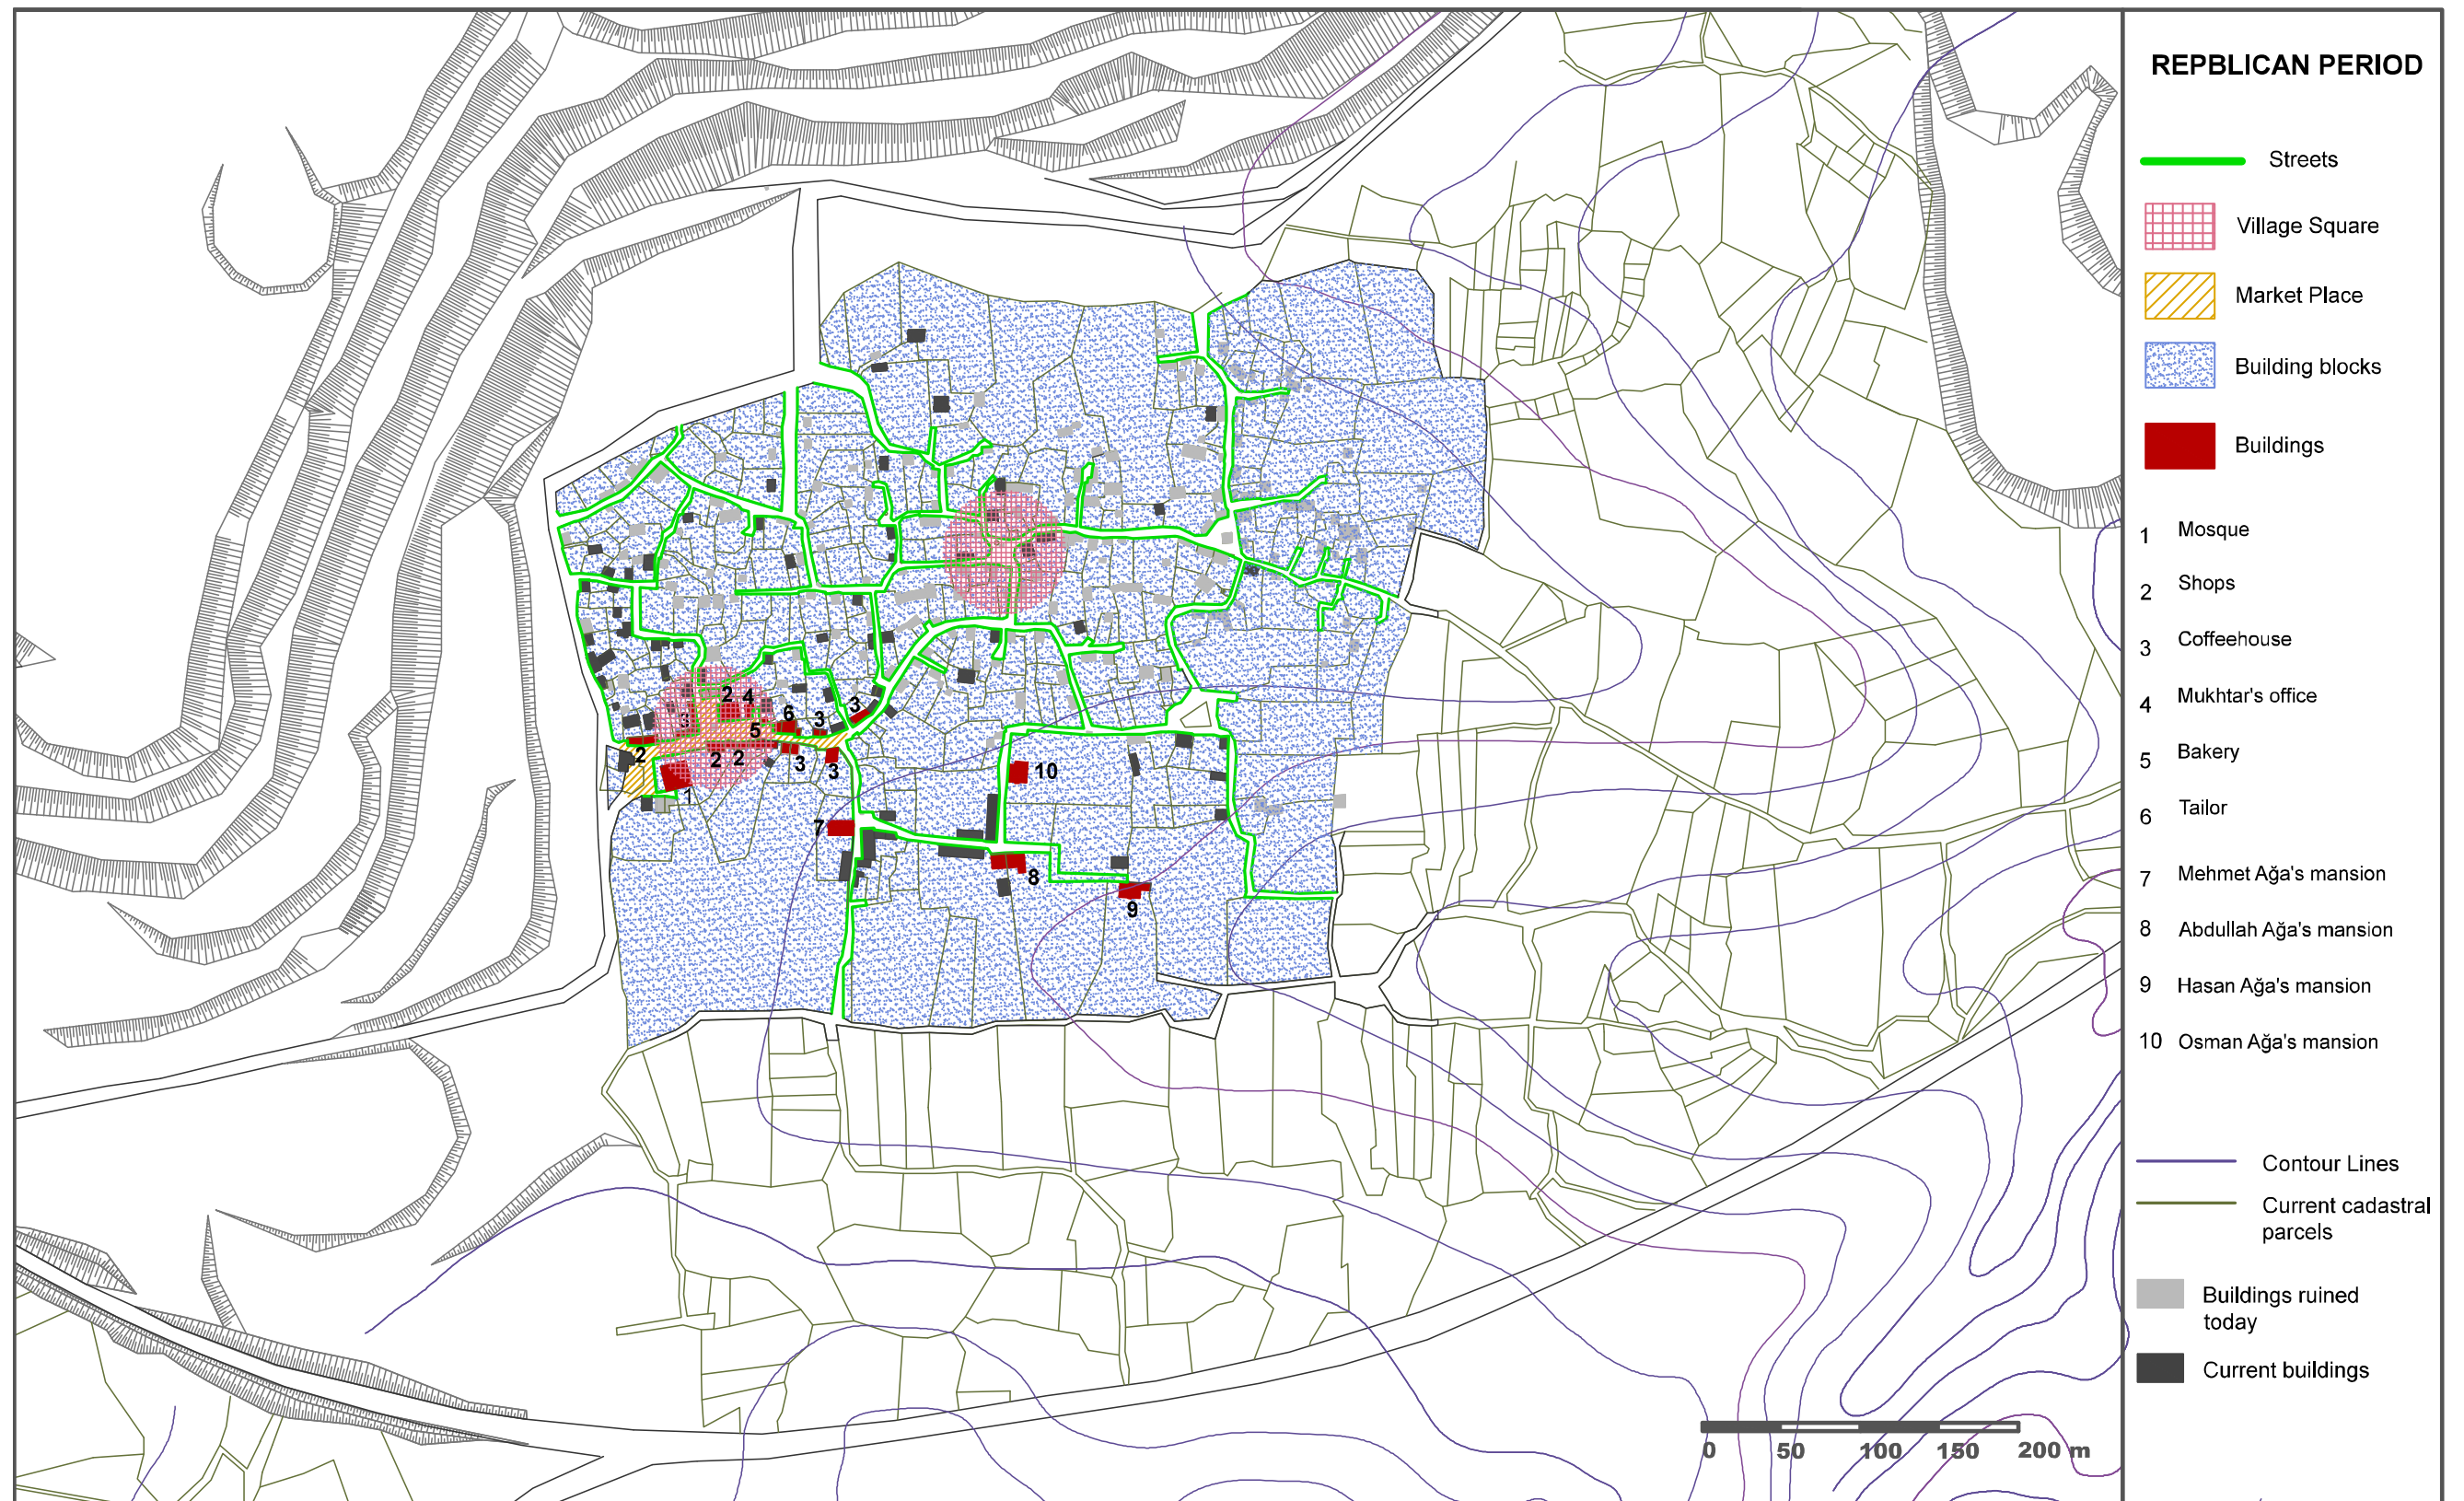 REPBLICAN PERIOD
Streets
Village Square
Market Place
Building blocks
Buildings
1 Mosque
2 Shops
3 Coffeehouse
4 Mukhtar's office
5 Bakery
6 Tailor
7 Mehmet Ağa's mansion
8 Abdullah Ağa's mansion
9 Hasan Ağa's mansion
10 Osman Ağa's mansion
Contour Lines
Current cadastral
parcels
Buildings ruined
today
Current buildings
2 4
3
5 6 3 3
2
2 2 3 3
1
10
7
8
9
0 50 100 150 200 m